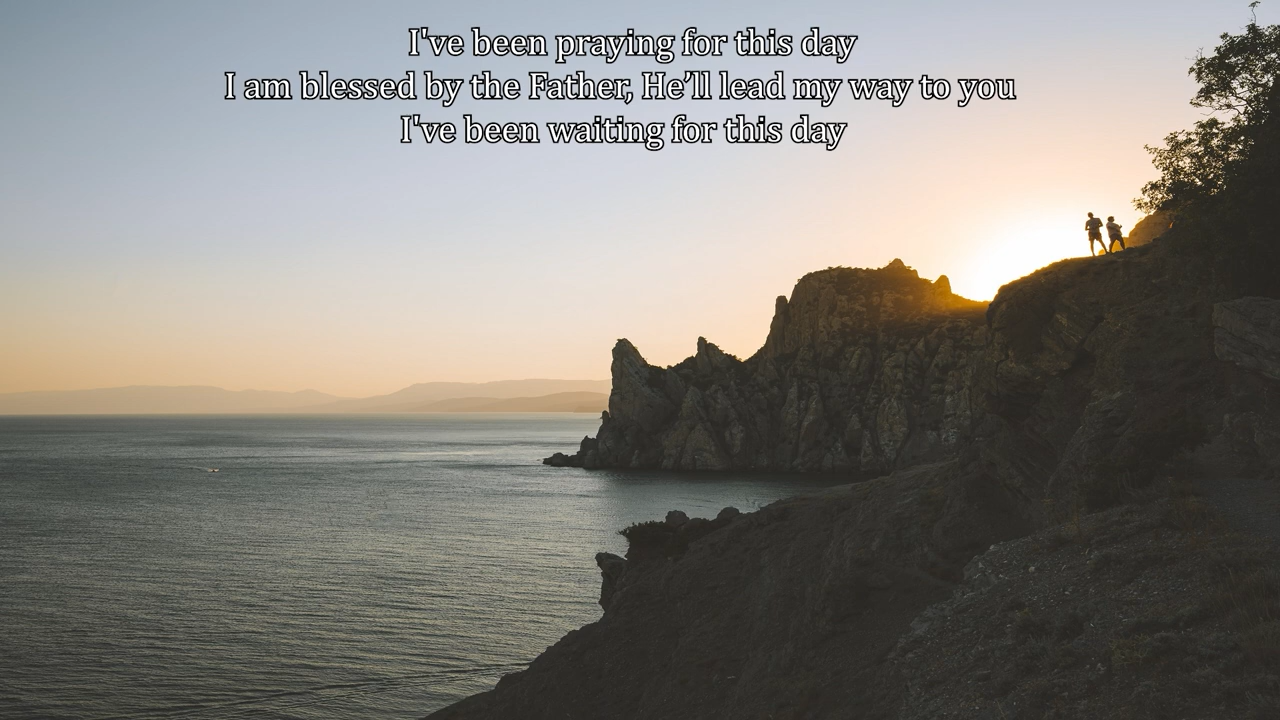 I've been praying for this day
I am blessed by the Father, He’ll lead my way to you
I've been waiting for this day